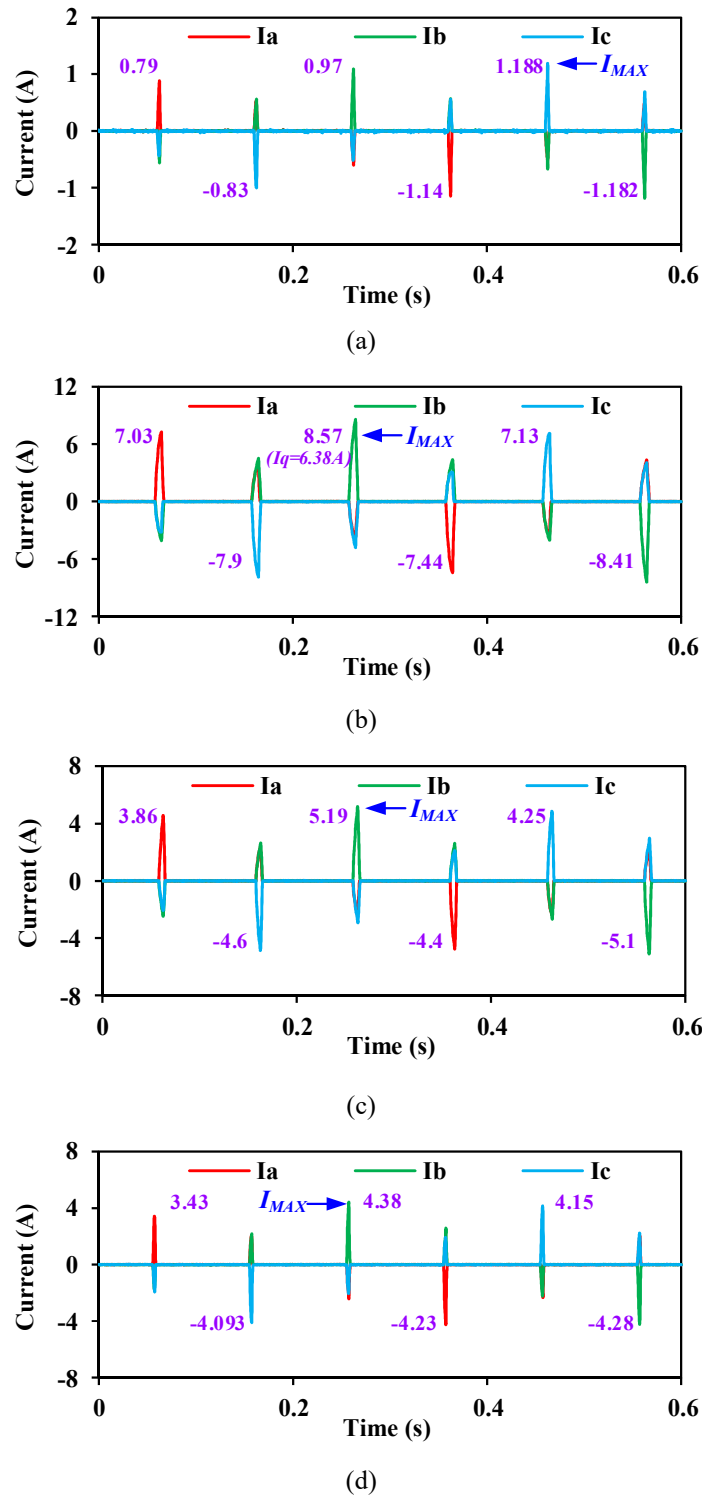 2
Ia Ib Ic
0.79 0.97 1.188 I_MAX
1
0
-1
-0.83 -1.14 -1.182
-2
0 0.2 0.4 0.6
Current (A)
Time (s)
(a)
12
Ia Ib Ic
7.03 8.57 I_MAX 7.13
6
(Iq=6.38A)
0
-6
-7.9 -7.44 -8.41
-12
0 0.2 0.4 0.6
Current (A)
Time (s)
(b)
8
Ia Ib Ic
3.86 5.19 I_MAX 4.25
4
0
-4
-4.6 -4.4 -5.1
-8
0 0.2 0.4 0.6
Current (A)
Time (s)
(c)
8
Ia Ib Ic
3.43 I_MAX 4.38 4.15
4
0
-4
-4.093 -4.23 -4.28
-8
0 0.2 0.4 0.6
Current (A)
Time (s)
(d)